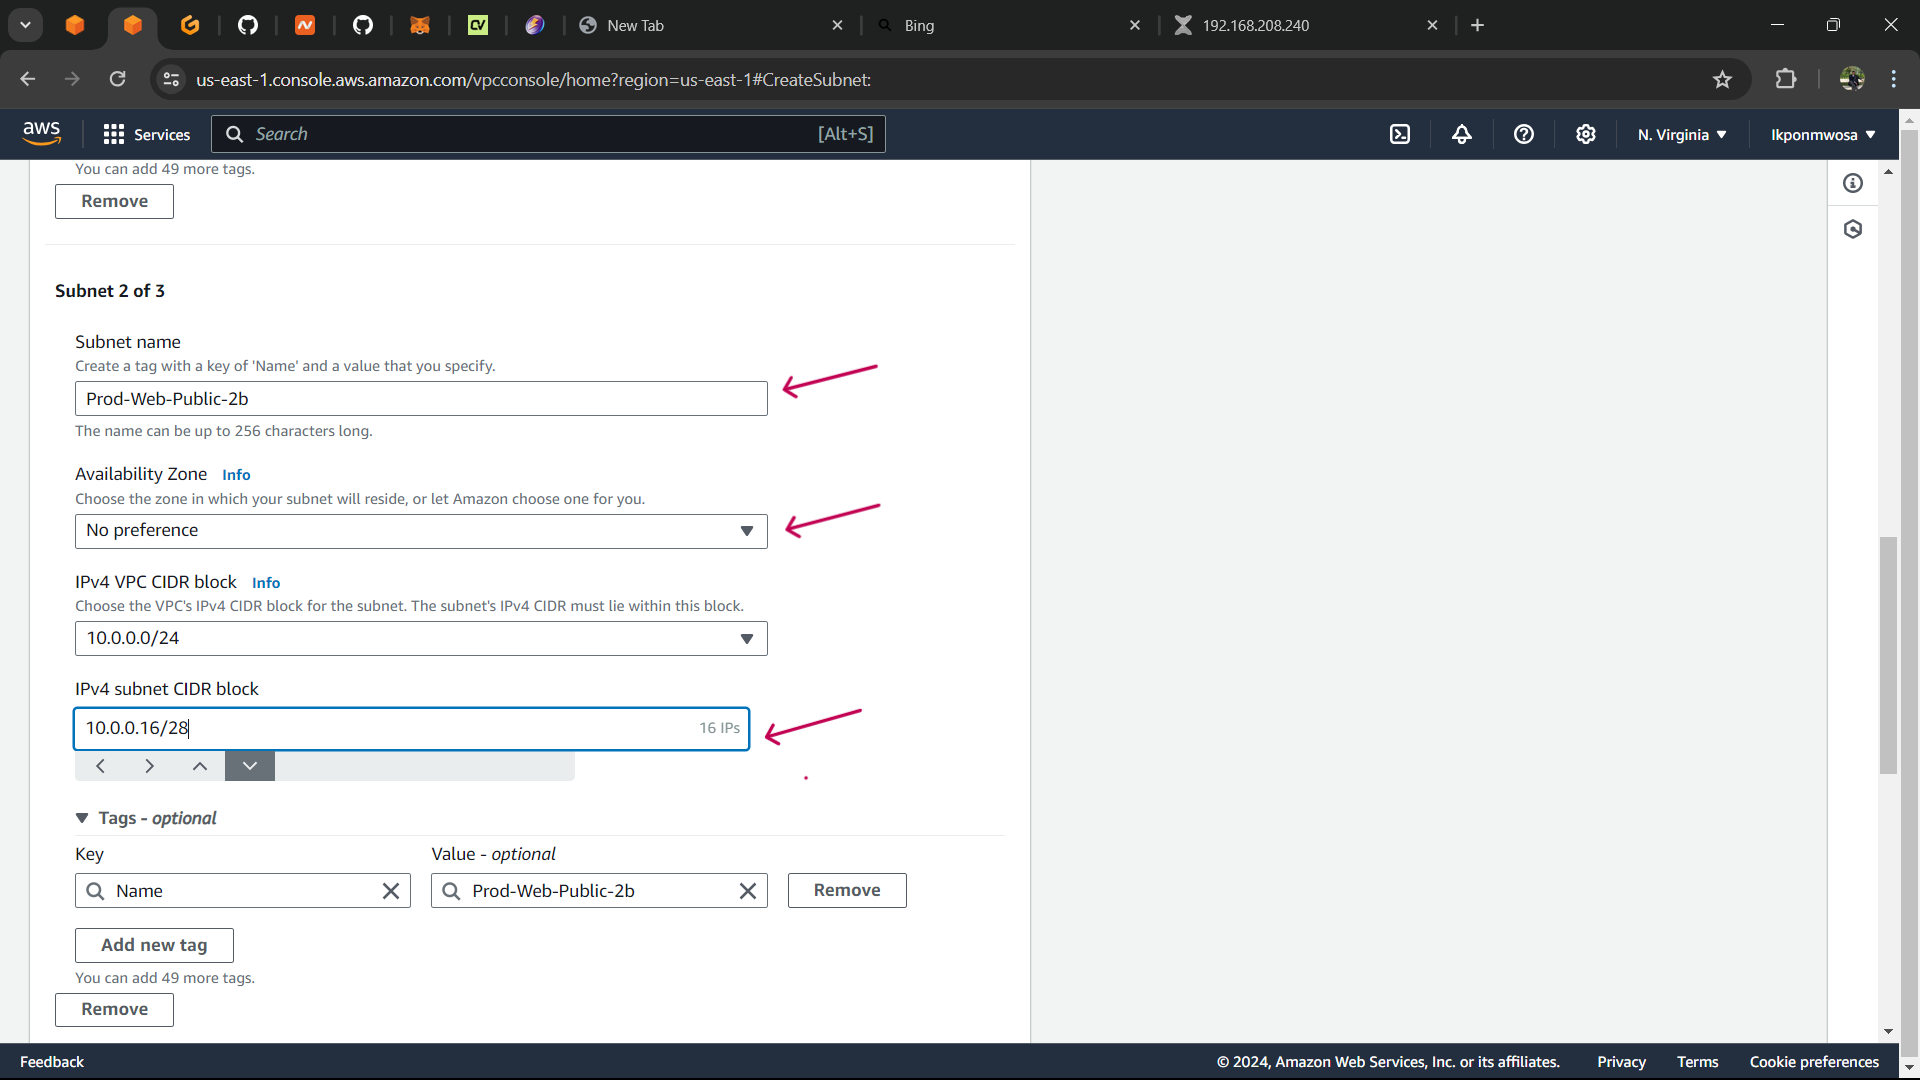 New Tab
Bing
192.168.208.240
us-east-1.console.aws.amazon.com/vpcconsole/home?region=us-east-1#CreateSubnet:
aws
Services
Search
[Alt+S]
N. Virginia
Ikponmwosa
You can add 49 more tags.
Remove
Subnet 2 of 3
Subnet name
Create a tag with a key of 'Name' and a value that you specify.
Prod-Web-Public-2b
The name can be up to 256 characters long.
Availability Zone Info
Choose the zone in which your subnet will reside, or let Amazon choose one for you.
No preference
IPv4 VPC CIDR block Info
Choose the VPC's IPv4 CIDR block for the subnet. The subnet's IPv4 CIDR must lie within this block.
10.0.0.0/24
IPv4 subnet CIDR block
10.0.0.16/28
16 IPs
Tags - optional
Key
Value - optional
Name
Prod-Web-Public-2b
Remove
Add new tag
You can add 49 more tags.
Remove
Feedback
© 2024, Amazon Web Services, Inc. or its affiliates.
Privacy
Terms
Cookie preferences